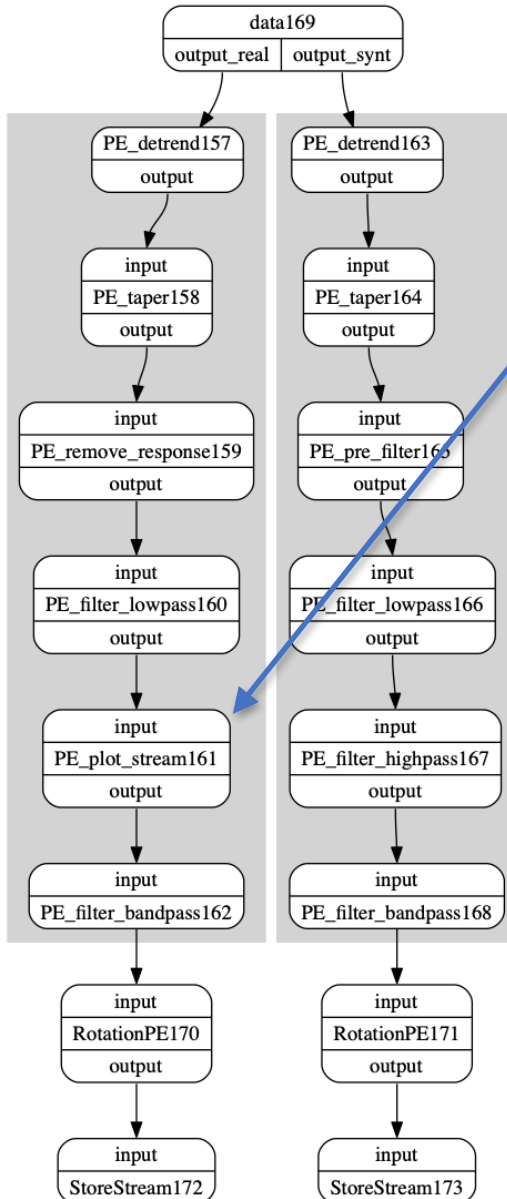 data169
output_real output_synt
PE_detrend157
output
input
PE_taper158
output
input
PE_remove_response159
output
input
PE_filter_lowpass160
output
input
PE_plot_stream161
output
input
PE_filter_bandpass162
input
RotationPE170
output
input
StoreStream172
PE_detrend163
output
input
PE_taper164
output
input
PE_pre_filter165
output
input
PE_filter_lowpass166
output
input
PE_filter_highpass167
output
input
PE_filter_bandpass168
input
RotationPE171
output
input
StoreStream173